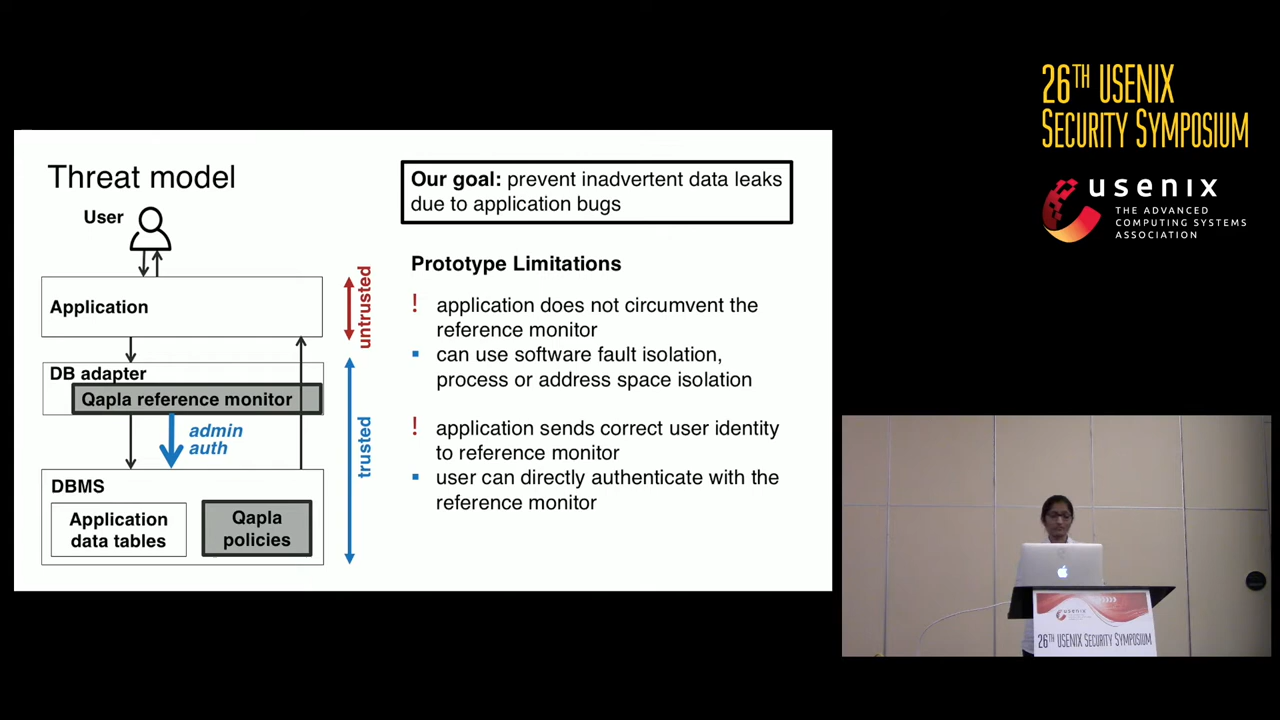 Threat model
User
Application
untrusted
DB adapter
Qapla reference monitor
admin
auth
trusted
DBMS
Application
data tables
Qapla
policies
Our goal: prevent inadvertent data leaks
due to application bugs
Prototype Limitations
! application does not circumvent the
reference monitor
▪ can use software fault isolation,
process or address space isolation
! application sends correct user identity
to reference monitor
▪ user can directly authenticate with the
reference monitor
26TH USENIX
SECURITY SYMPOSIUM
usenix
THE ADVANCED
COMPUTING SYSTEMS
ASSOCIATION
usenix
26TH USENIX SECURITY SYMPOSIUM